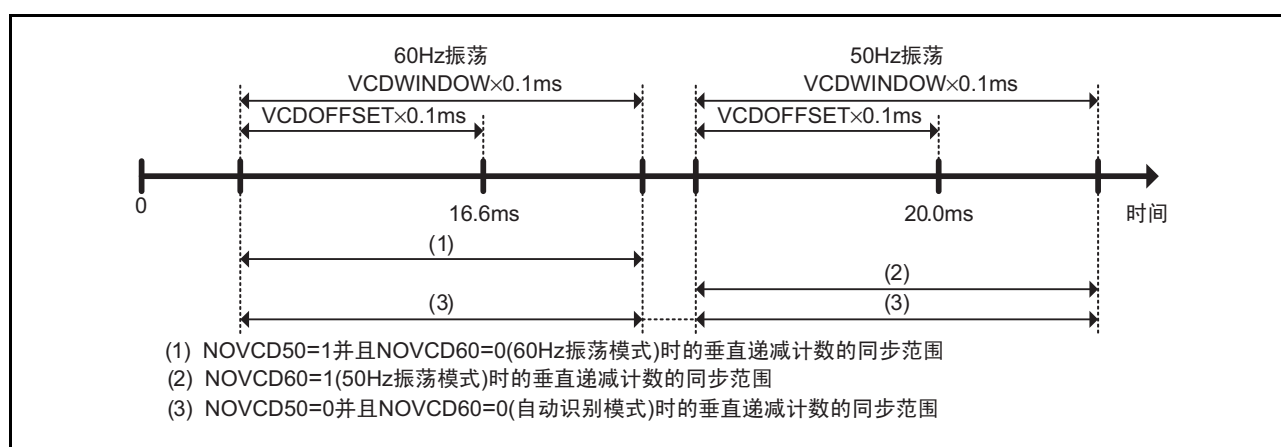 60Hz振荡 50Hz振荡
VCDWINDOW×0.1ms VCDWINDOW×0.1ms
VCDOFFSET×0.1ms VCDOFFSET×0.1ms
0 16.6ms 20.0ms 时间
(1)
(2)
(3) (3)
(1) NOVCD50=1并且NOVCD60=0(60Hz振荡模式)时的垂直递减计数的同步范围
(2) NOVCD60=1(50Hz振荡模式)时的垂直递减计数的同步范围
(3) NOVCD50=0并且NOVCD60=0(自动识别模式)时的垂直递减计数的同步范围